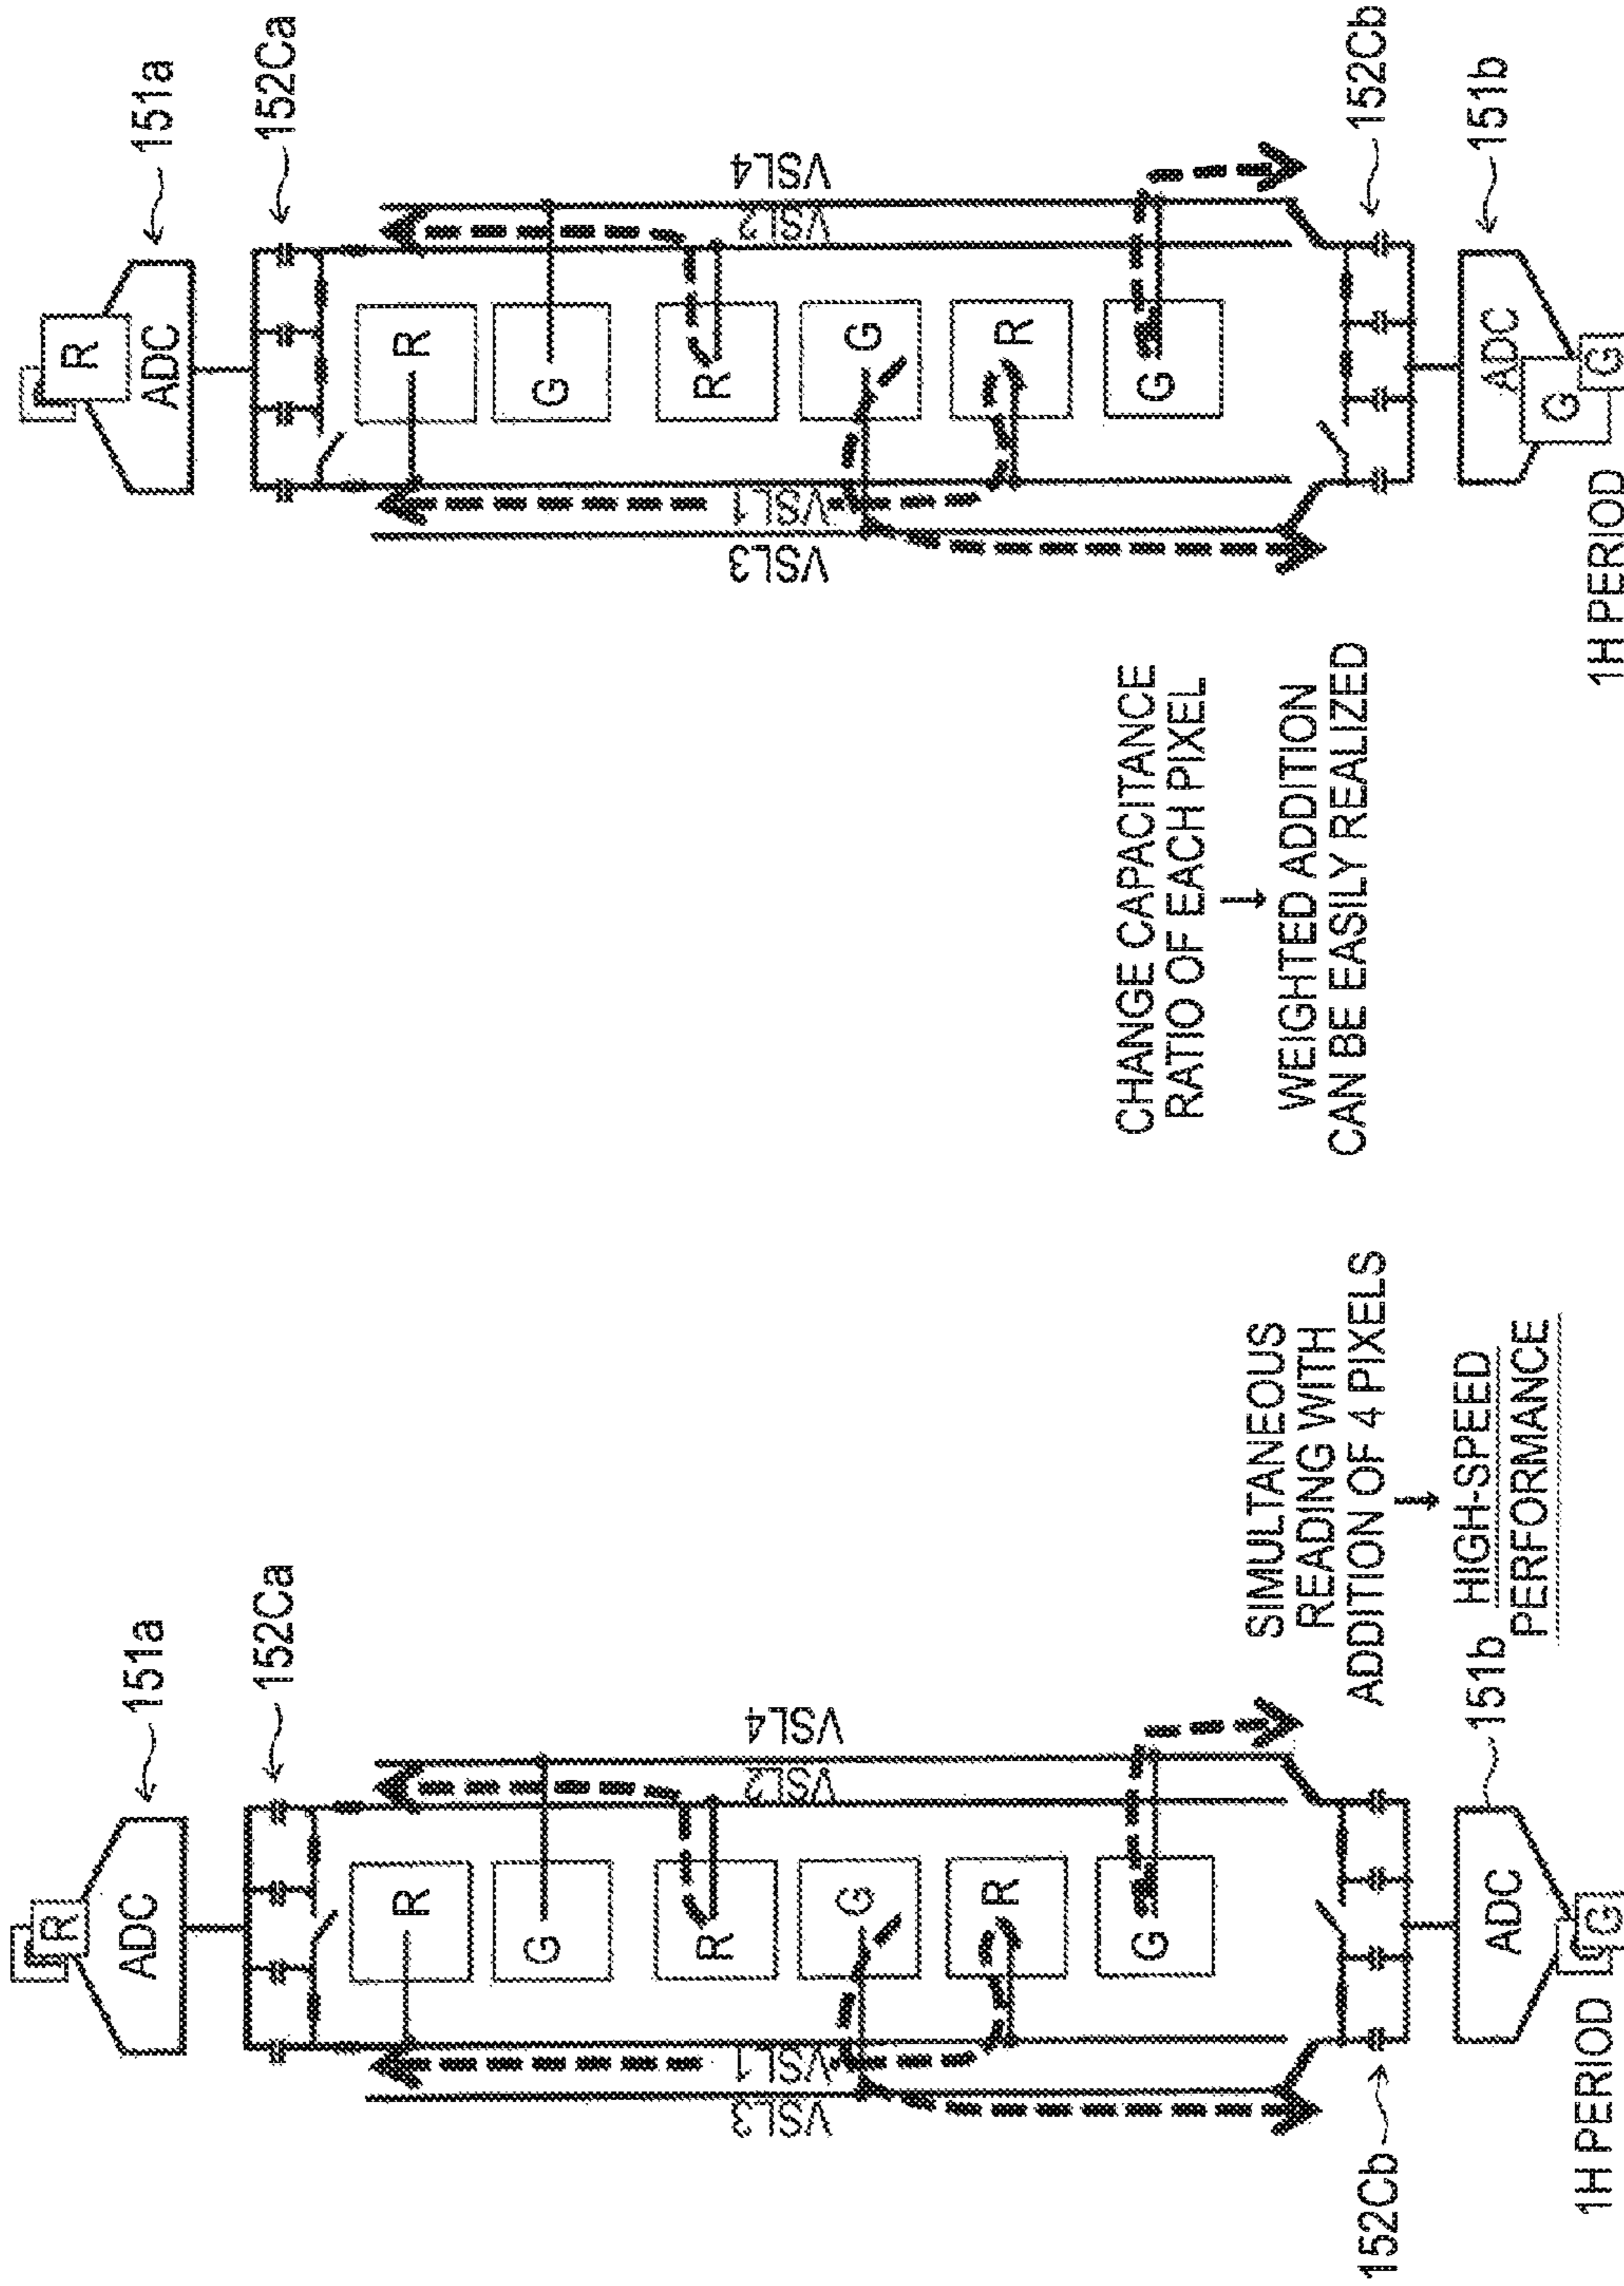 R
ADC
151a
152Ca
R
G
R
VSL3
VSL1
VSL2
VSL4
G
R
G
152Cb
ADC
151b
G
1H PERIOD
SIMULTANEOUS
READING WITH
ADDITION OF 4 PIXELS
↓
HIGH-SPEED
PERFORMANCE
CHANGE CAPACITANCE
RATIO OF EACH PIXEL
↓
WEIGHTED ADDITION
CAN BE EASILY REALIZED
R
ADC
151a
152Ca
R
G
R
VSL3
VSL1
VSL2
VSL4
G
R
G
152Cb
ADC
151b
G
G
1H PERIOD